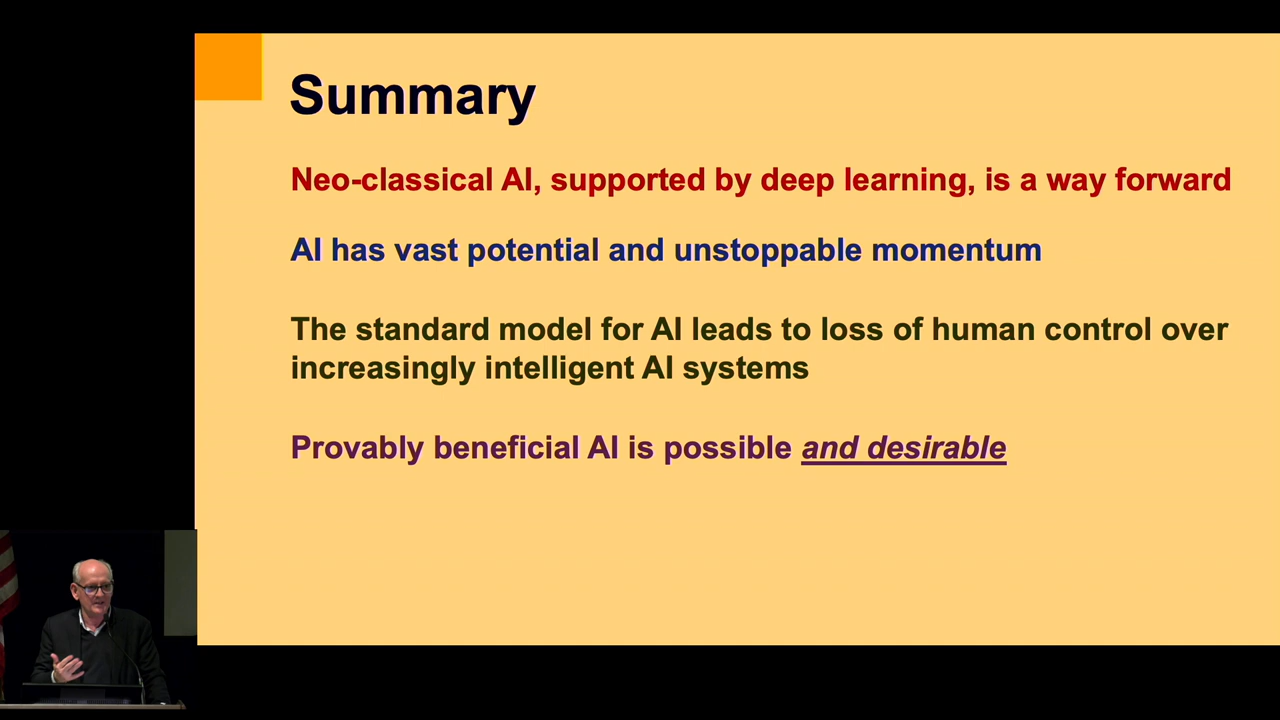 Summary
Neo-classical AI, supported by deep learning, is a way forward
AI has vast potential and unstoppable momentum
The standard model for AI leads to loss of human control over
increasingly intelligent AI systems
Provably beneficial AI is possible and desirable